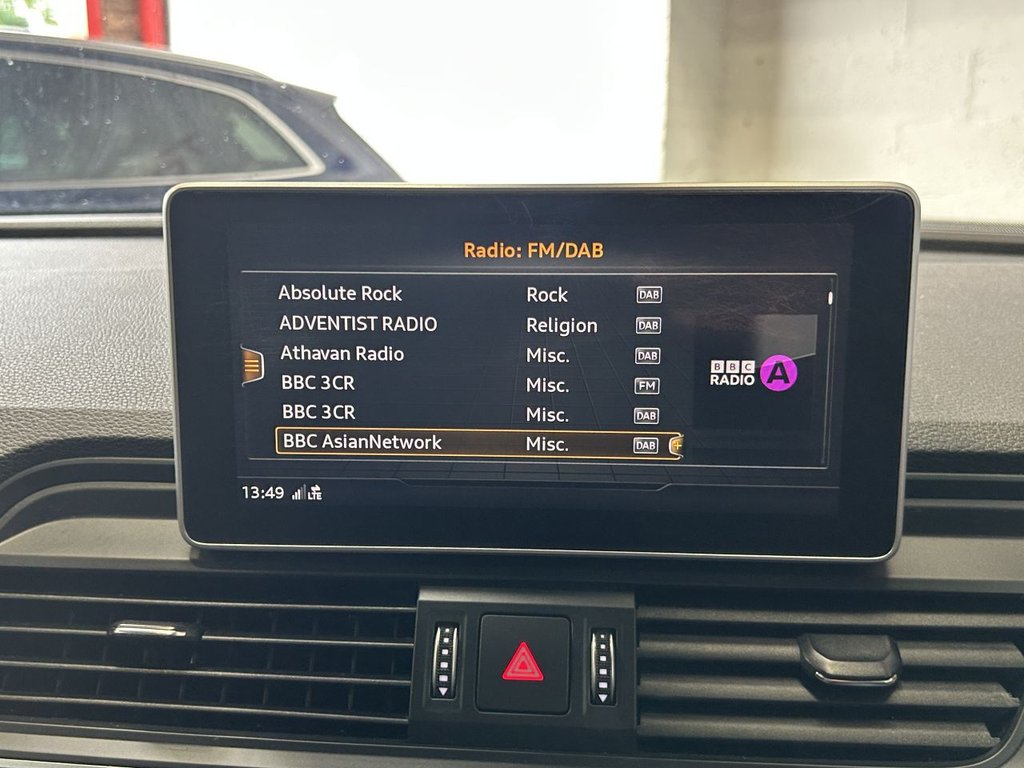 Radio: FM/DAB
Absolute Rock Rock DAB
ADVENTIST RADIO Religion DAB
Athavan Radio Misc. DAB
BBC 3CR Misc. FM
BBC 3CR Misc. DAB
BBC AsianNetwork Misc. DAB
BBC
RADIO A
13:49 LTE